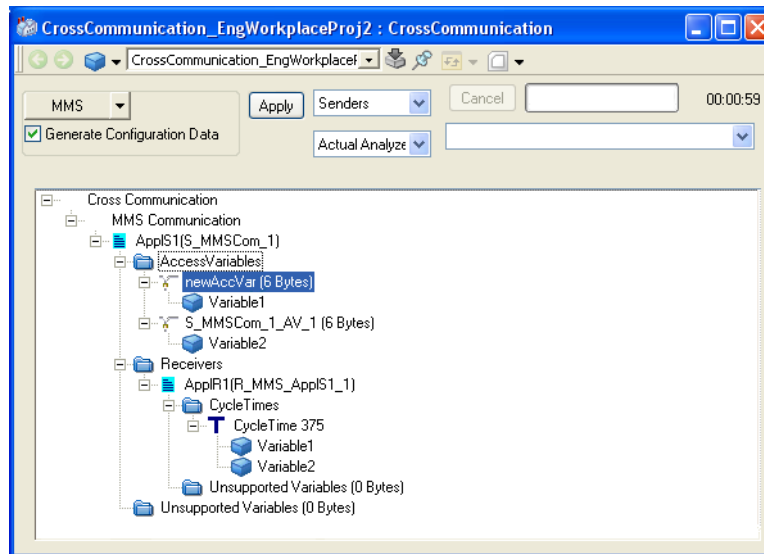 CrossCommunication_EngWorkplaceProj2 : CrossCommunication
CrossCommunication_EngWorkplaceF
MMS
Apply
Senders
Cancel
00:00:59
Generate Configuration Data
Actual Analyze
Cross Communication
MMS Communication
ApplS1(S_MMSCom_1)
AccessVariables
newAccVar (6 Bytes)
Variable1
S_MMSCom_1_AV_1 (6 Bytes)
Variable2
Receivers
ApplR1(R_MMS_ApplS1_1)
CycleTimes
CycleTime 375
Variable1
Variable2
Unsupported Variables (0 Bytes)
Unsupported Variables (0 Bytes)